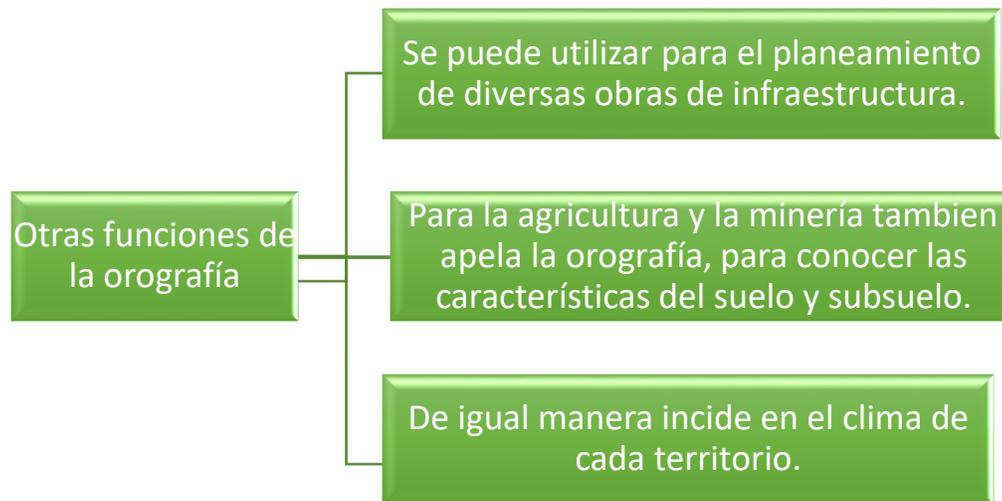 Otras funciones de
la orografía
Se puede utilizar para el planeamiento
de diversas obras de infraestructura.
Para la agricultura y la minería tambien
apela la orografía, para conocer las
características del suelo y subsuelo.
De igual manera incide en el clima de
cada territorio.